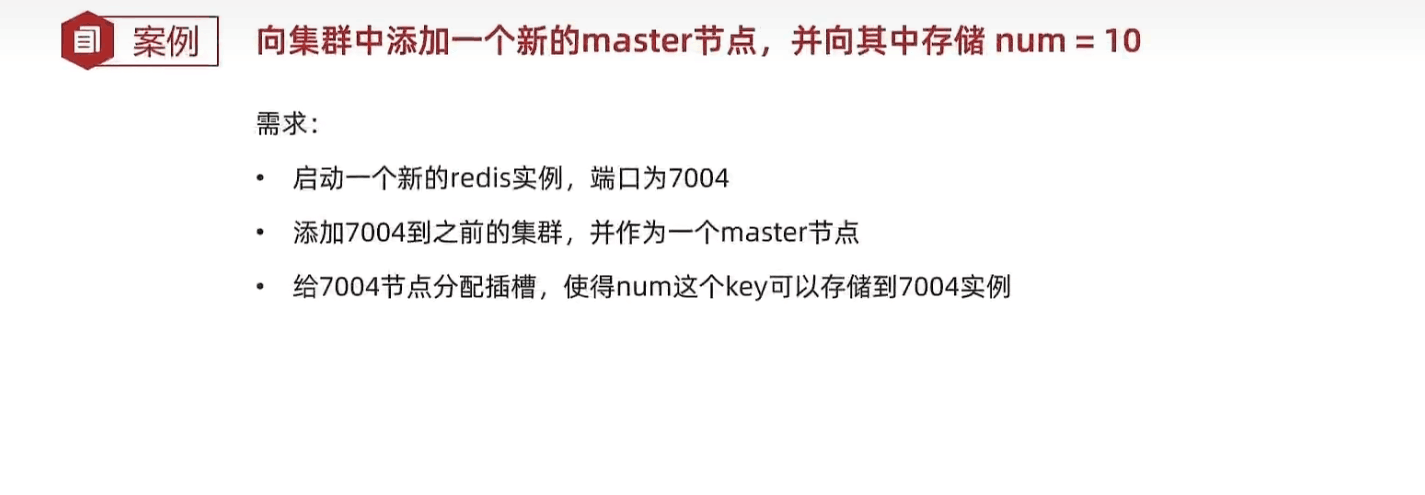 案例
向集群中添加一个新的master节点，并向其中存储 num = 10
需求：
• 启动一个新的redis实例，端口为7004
• 添加7004到之前的集群，并作为一个master节点
• 给7004节点分配插槽，使得num这个key可以存储到7004实例